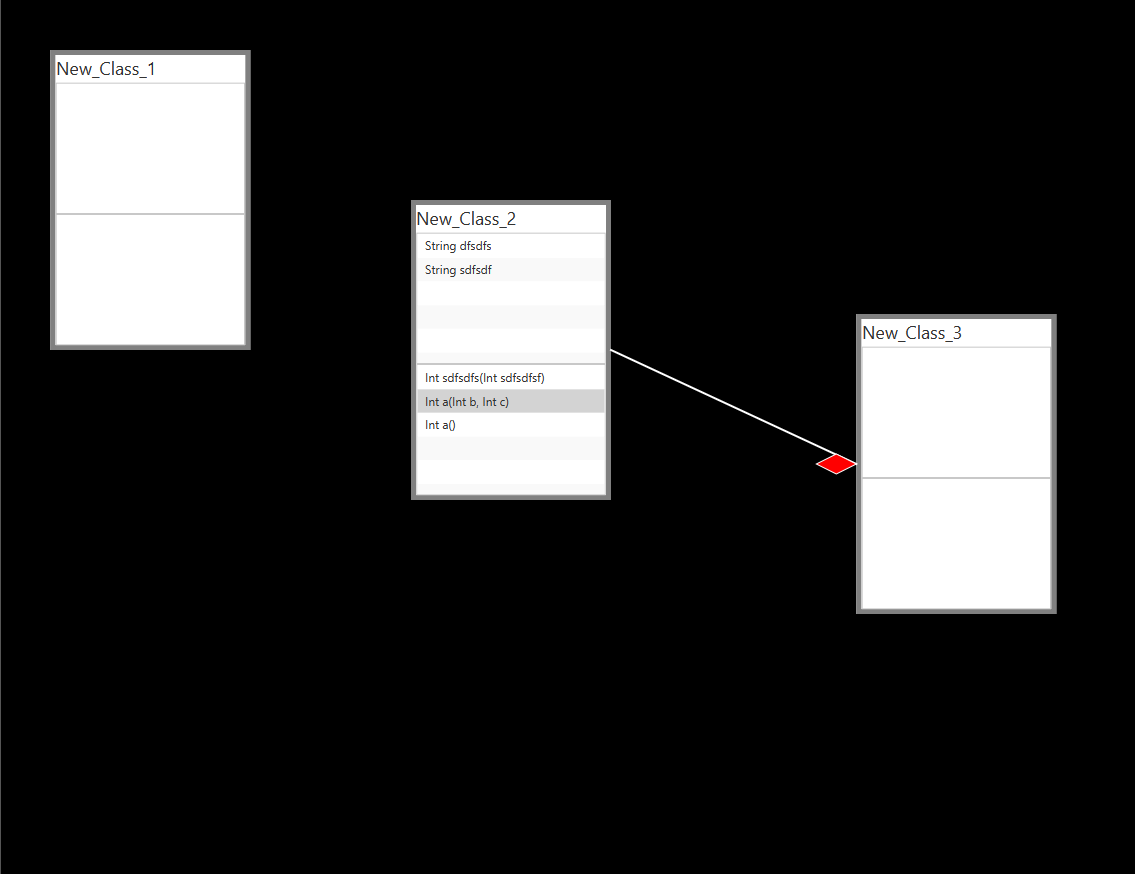 New_Class_1
New_Class_2
String dfsdfs
String sdfsdf
Int sdfsdfs(Int sdfsdfsf)
Int a(Int b, Int c)
Int a()
New_Class_3